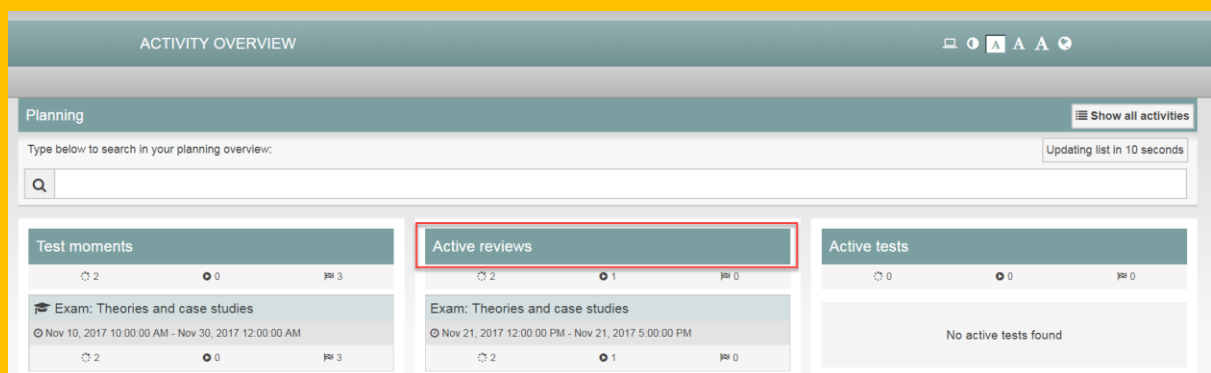 ACTIVITY OVERVIEW
A A A
Planning
Show all activities
Type below to search in your planning overview:
Updating list in 10 seconds
Test moments
2 0 3
Exam: Theories and case studies
Nov 10, 2017 10:00:00 AM - Nov 30, 2017 12:00:00 AM
2 0 3
Active reviews
2 1 0
Exam: Theories and case studies
Nov 21, 2017 12:00:00 PM - Nov 21, 2017 5:00:00 PM
2 1 0
Active tests
0 0 0
No active tests found